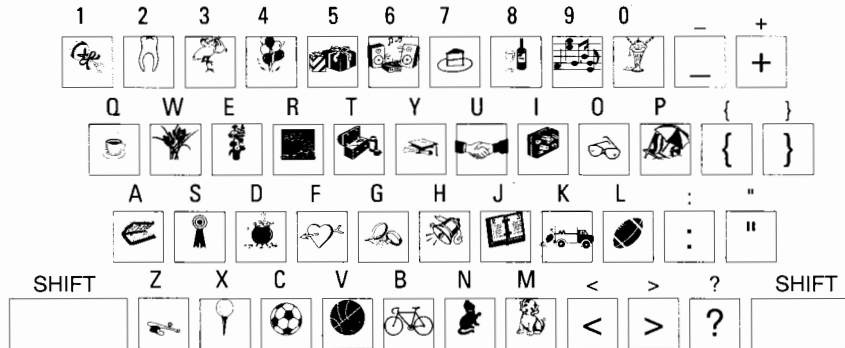 1 2 3 4 5 6 7 8 9 0 _ +
_ +
Q W E R T Y U I O P { }
{ }
A S D F G H J K L : "
: "
SHIFT Z X C V B N M < > ? SHIFT
< > ?